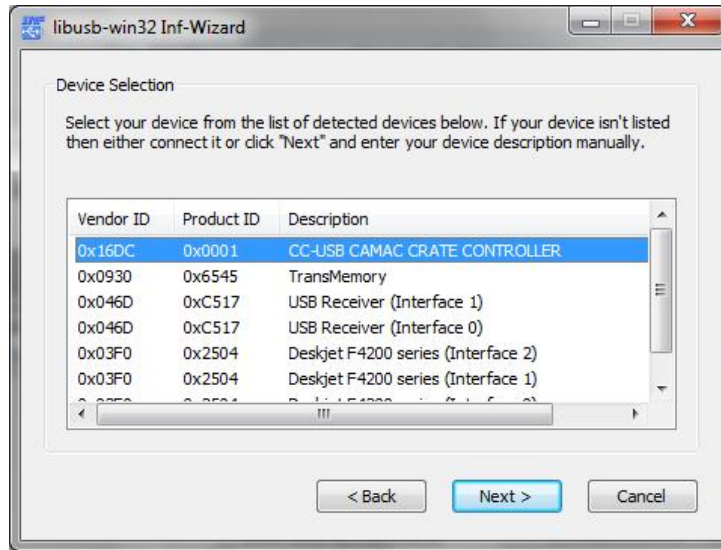 libusb-win32 Inf-Wizard
Device Selection
Select your device from the list of detected devices below. If your device isn't listed
then either connect it or click "Next" and enter your device description manually.
Vendor ID Product ID Description
0x16DC 0x0001 CC-USB CAMAC CRATE CONTROLLER
0x0930 0x6545 TransMemory
0x046D 0xC517 USB Receiver (Interface 1)
0x046D 0xC517 USB Receiver (Interface 0)
0x03F0 0x2504 Deskjet F4200 series (Interface 2)
0x03F0 0x2504 Deskjet F4200 series (Interface 1)
< Back Next > Cancel